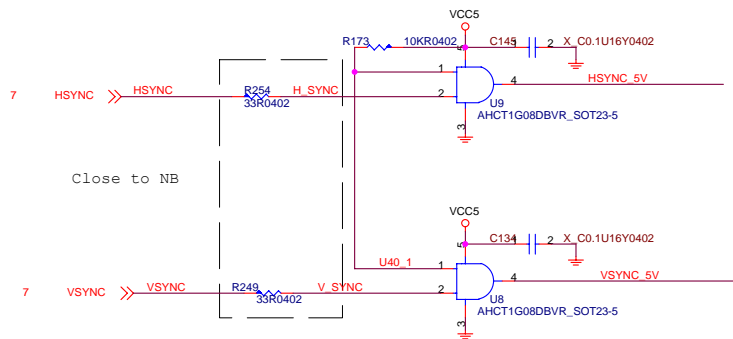 VCC5
R173 10KR0402 C145 1 2 X_C0.1U16Y0402
5
1 4 HSYNC_5V
7 HSYNC HSYNC R254 H_SYNC 2
33R0402 U9
3 AHCT1G08DBVR_SOT23-5
Close to NB
VCC5
C134 1 2 X_C0.1U16Y0402
5
U40_1 1
4 VSYNC_5V
7 VSYNC VSYNC R249 V_SYNC 2
33R0402 U8
3 AHCT1G08DBVR_SOT23-5